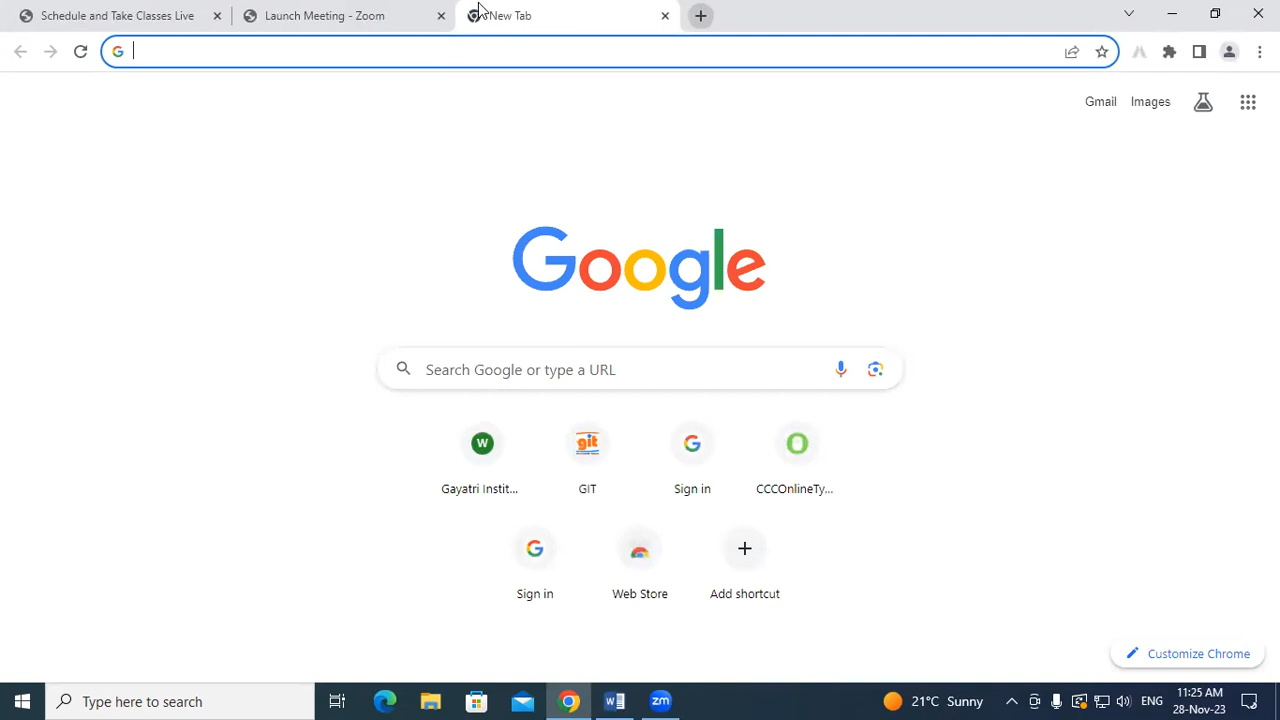 Schedule and Take Classes Live
Launch Meeting - Zoom
New Tab
Gmail Images
Google
Search Google or type a URL
W
git
Gayatri Instit...
GIT
Sign in
CCCOnlineTy...
Sign in
Web Store
Add shortcut
Customize Chrome
Type here to search
W
zm
21°C Sunny
ENG
11:25 AM
28-Nov-23